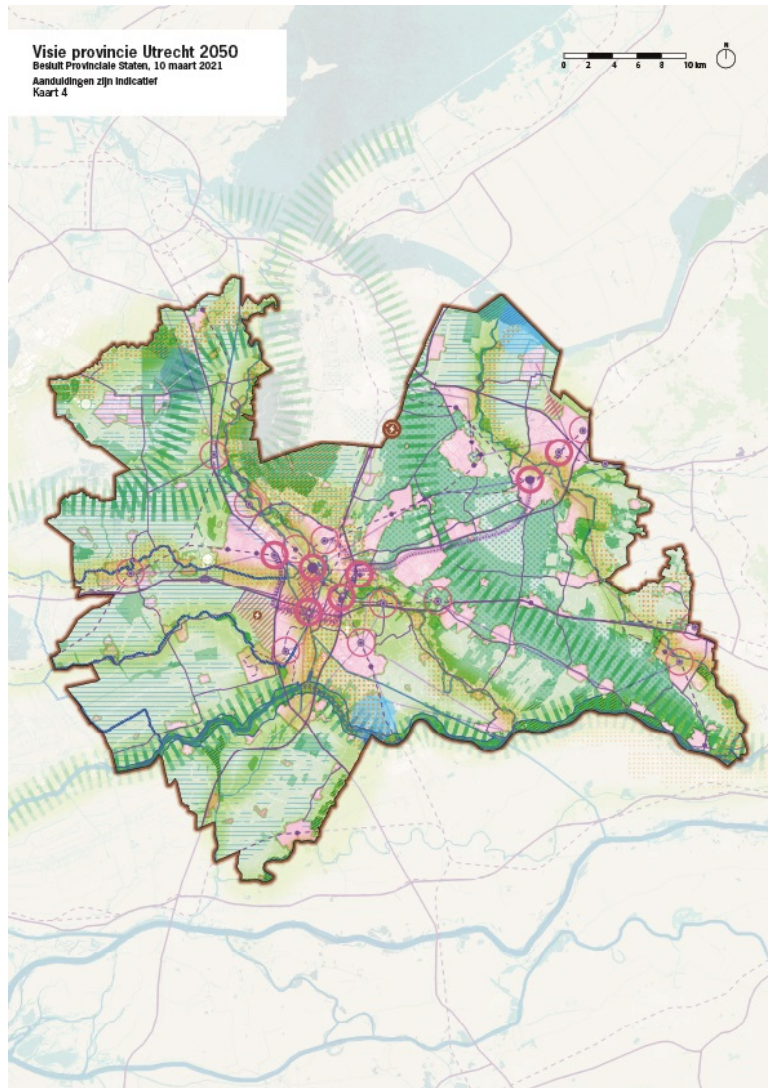 Visie provincie Utrecht 2050
Besluit Provinciale Staten, 10 maart 2021
Aanduidingen zijn indicatief
Kaart 4
N
0 2 4 6 8 10 km